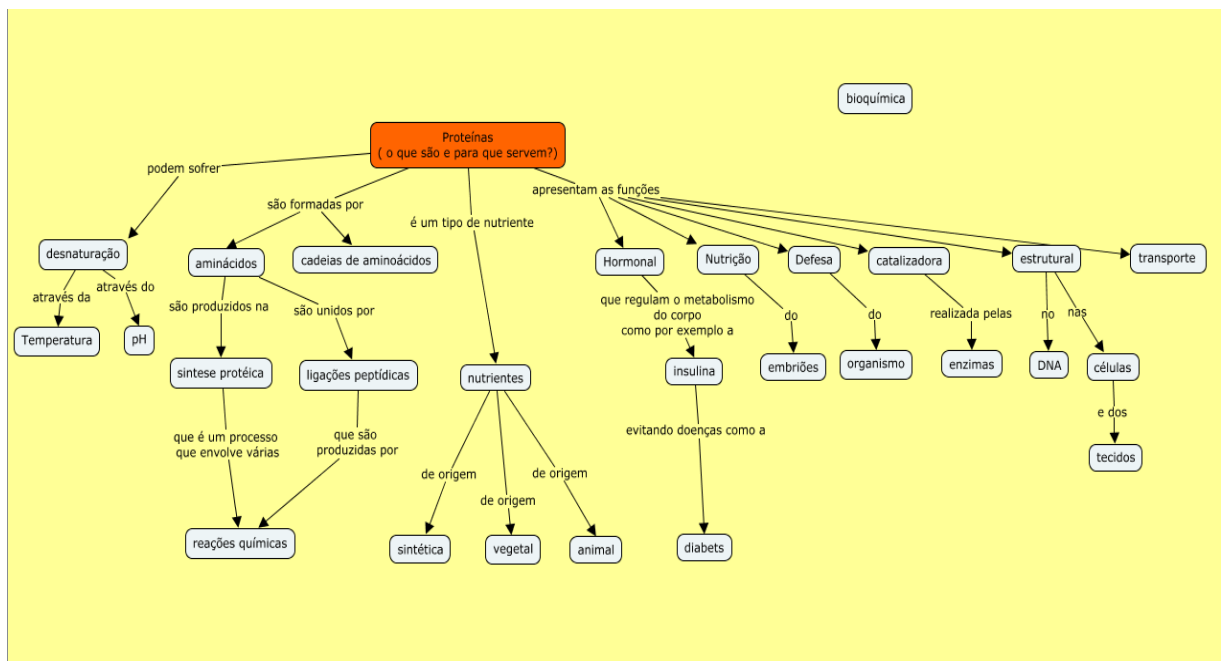 bioquímica
Proteínas
( o que são e para que servem?)
podem sofrer
são formadas por
é um tipo de nutriente
apresentam as funções
desnaturação
aminácidos
cadeias de aminoácidos
Hormonal
Nutrição
Defesa
catalizadora
estrutural
transporte
através da
através do
são produzidos na
são unidos por
que regulam o metabolismo
do corpo
como por exemplo a
do
do
realizada pelas
no
nas
Temperatura
pH
sintese protéica
ligações peptídicas
nutrientes
insulina
embriões
organismo
enzimas
DNA
células
que é um processo
que envolve várias
que são
produzidas por
evitando doenças como a
e dos
tecidos
de origem
de origem
de origem
reações químicas
sintética
vegetal
animal
diabets